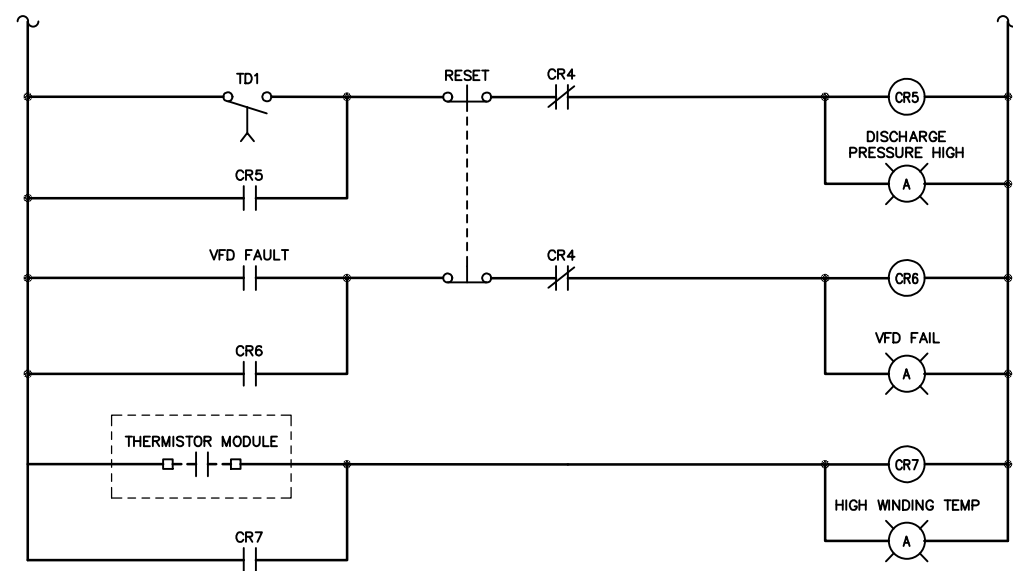 TD1
RESET
CR4
CR5
DISCHARGE
PRESSURE HIGH
A
CR5
VFD FAULT
CR4
CR6
VFD FAIL
A
CR6
THERMISTOR MODULE
CR7
HIGH WINDING TEMP
A
CR7